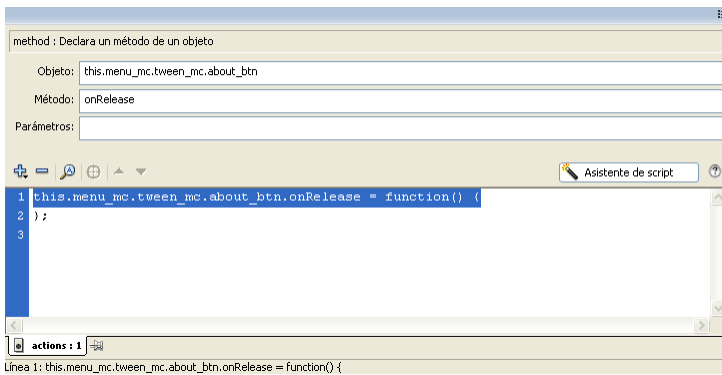 method : Declara un método de un objeto
Objeto: this.menu_mc.tween_mc.about_btn
Método: onRelease
Parámetros:
Asistente de script
1 this.menu_mc.tween_mc.about_btn.onRelease = function() {
2 };
3
actions : 1
Línea 1: this.menu_mc.tween_mc.about_btn.onRelease = function() {